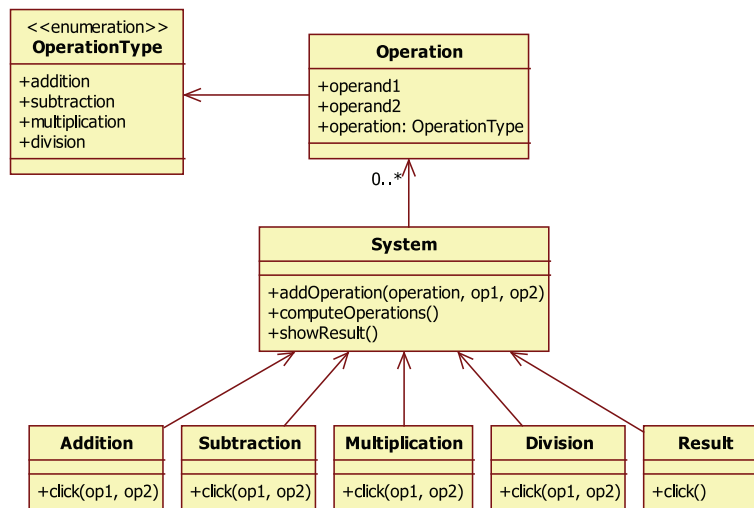 <<enumeration>>
OperationType
+addition
+subtraction
+multiplication
+division
Operation
+operand1
+operand2
+operation: OperationType
0..*
System
+addOperation(operation, op1, op2)
+computeOperations()
+showResult()
Addition
+click(op1, op2)
Subtraction
+click(op1, op2)
Multiplication
+click(op1, op2)
Division
+click(op1, op2)
Result
+click()